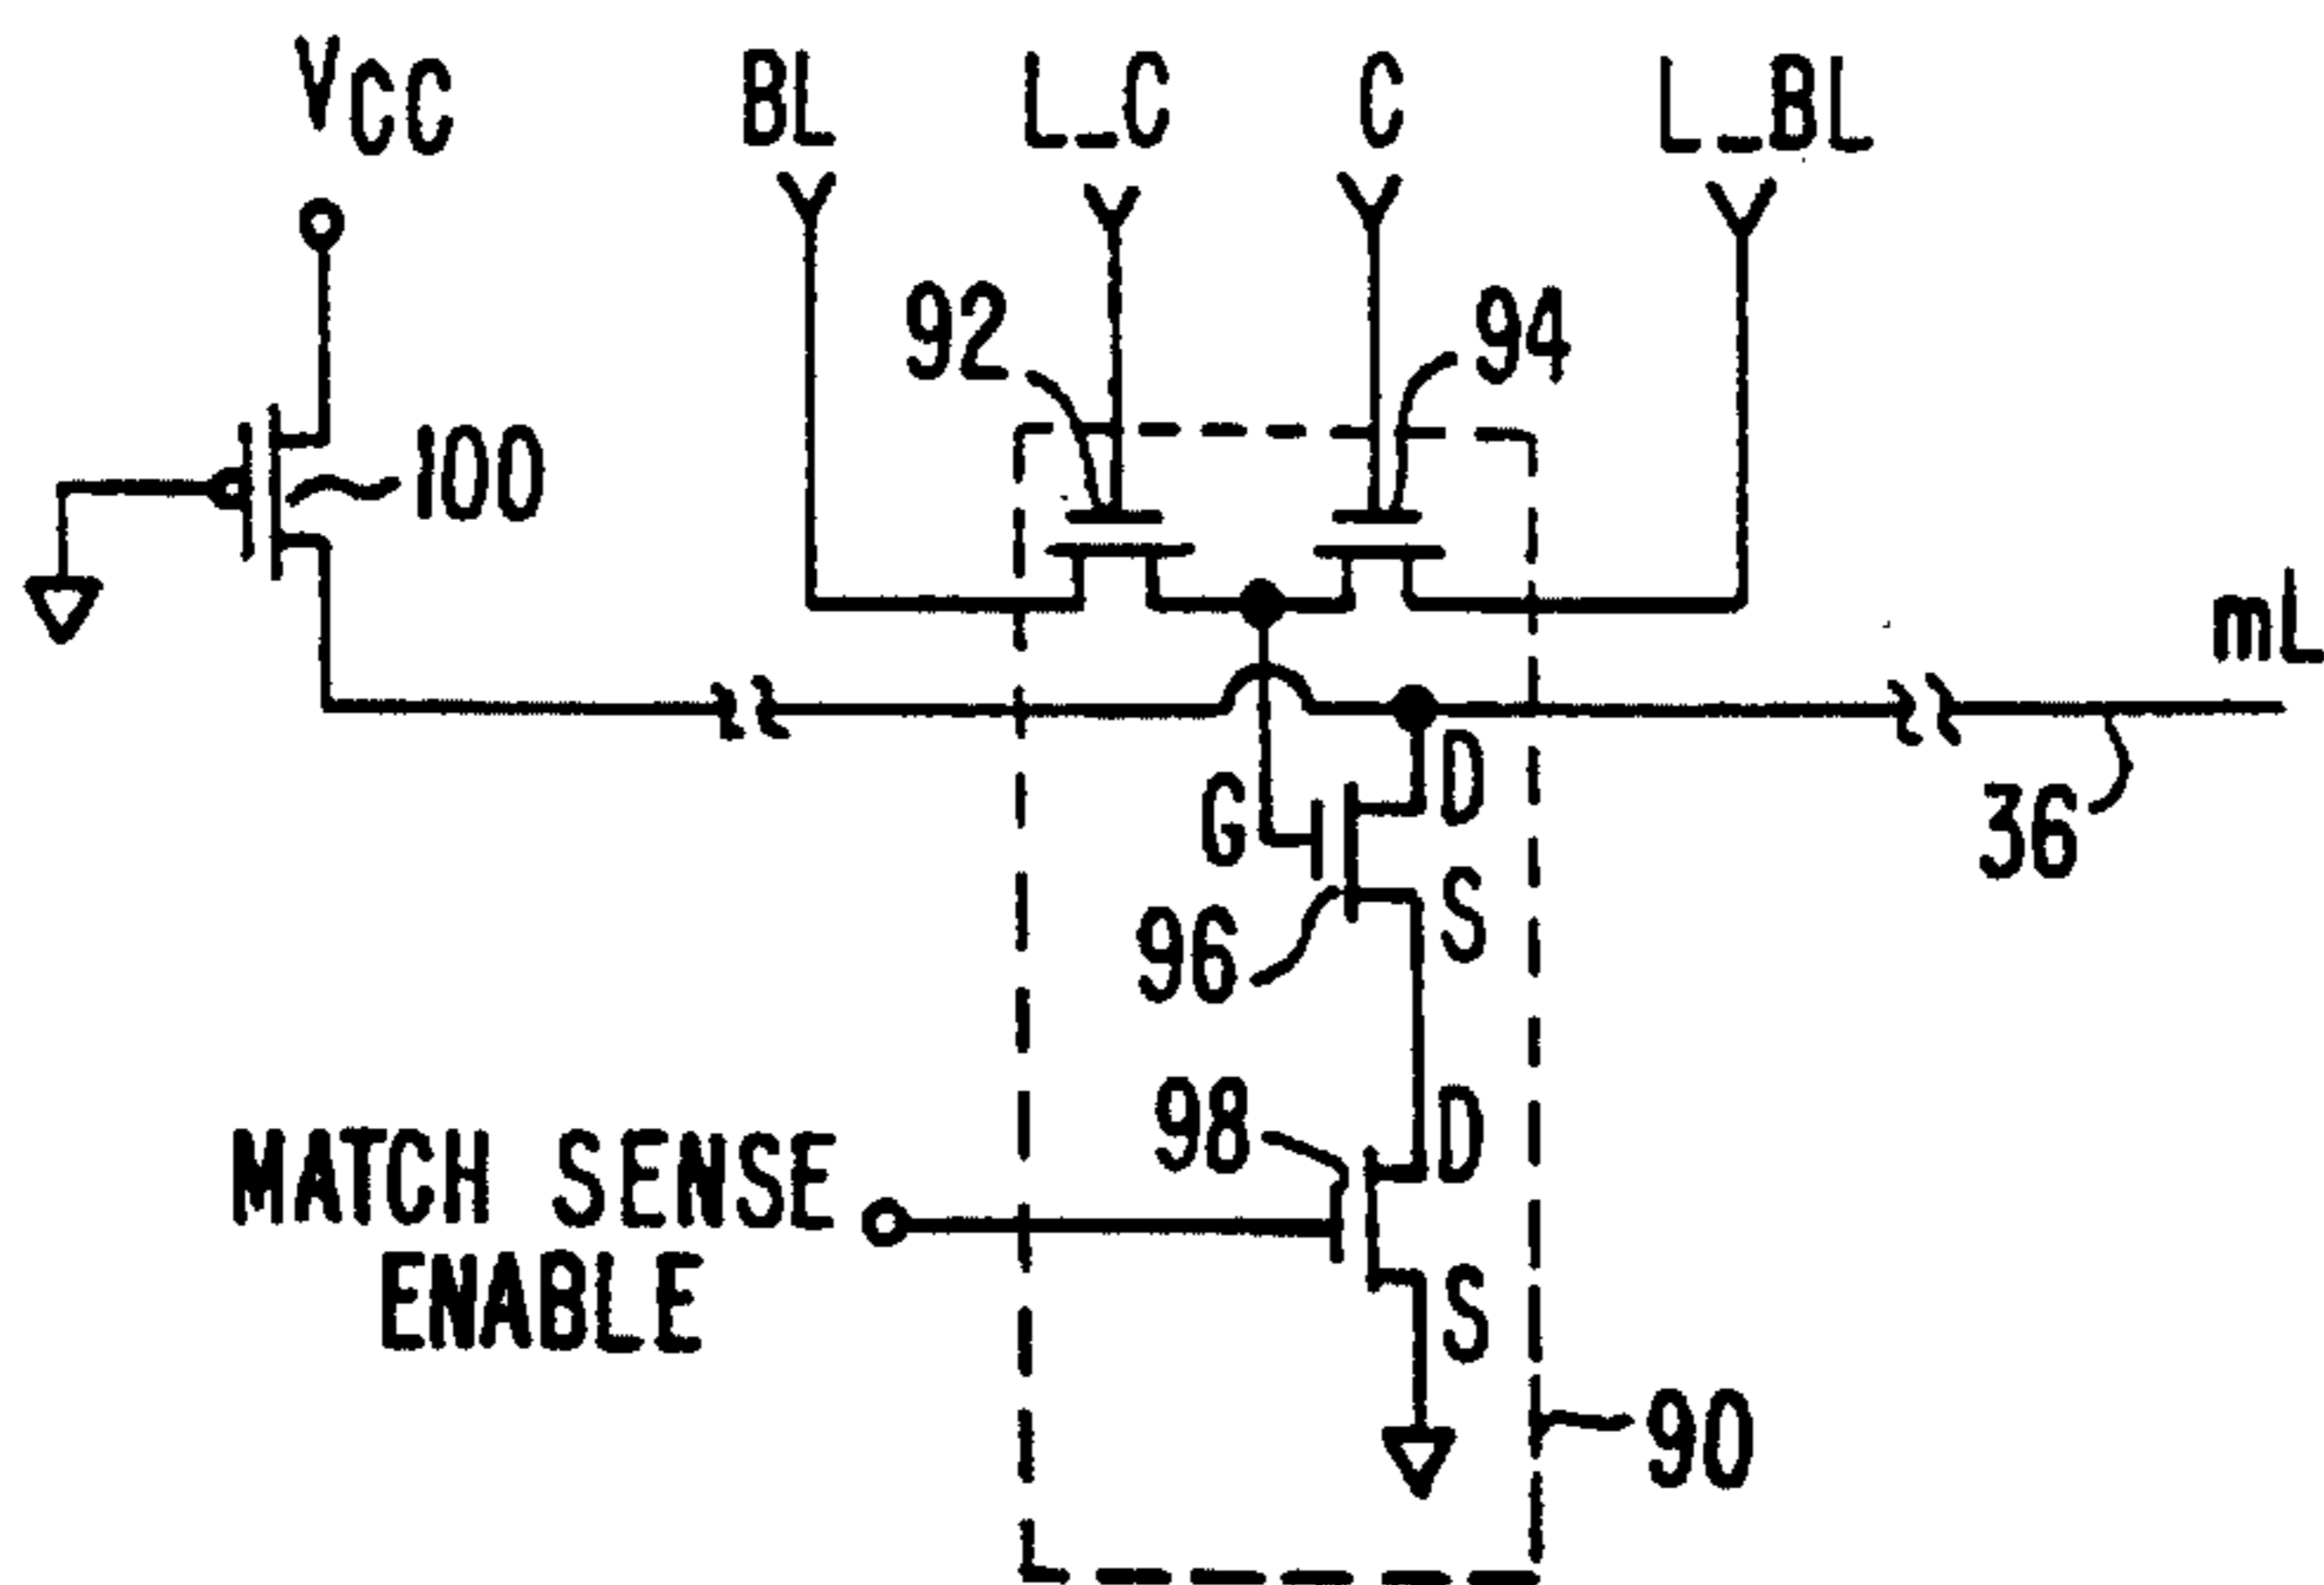 VCC BL L_C C L_BL
92 94
100
mL
G D
36
S
96
98 D
MATCH SENSE
ENABLE
S
90